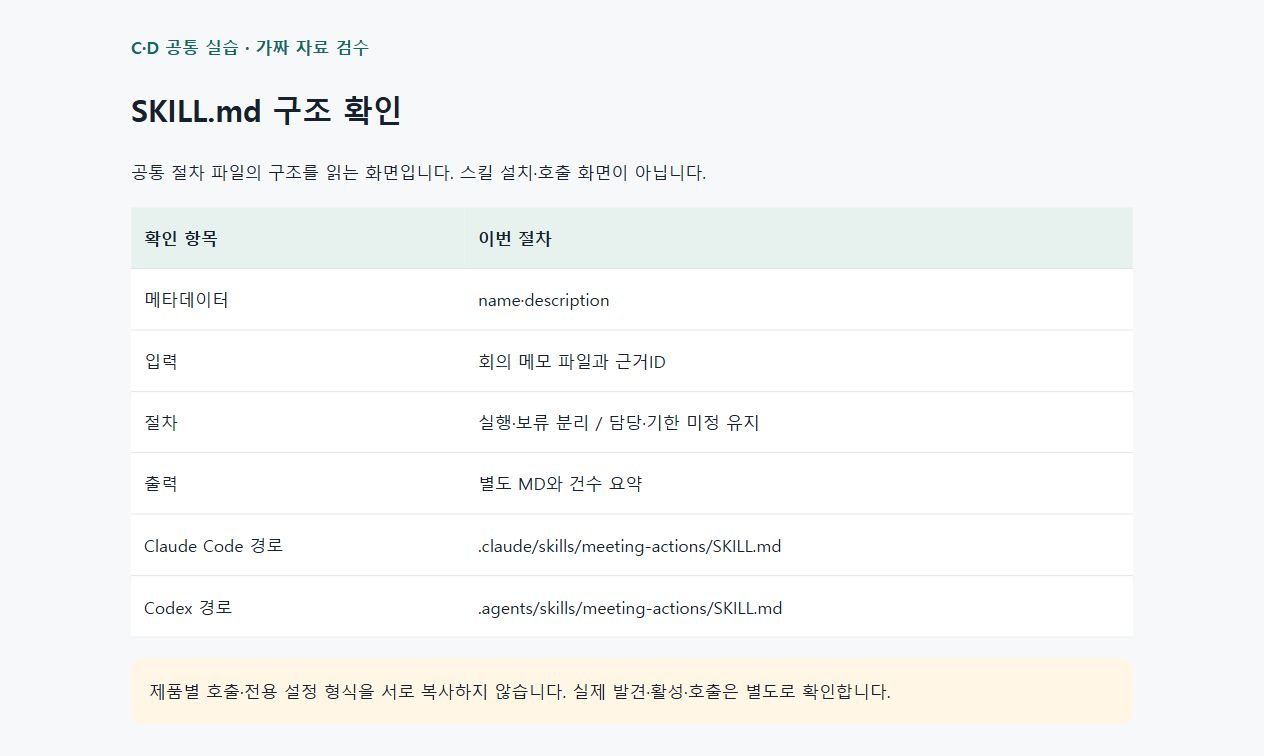 C·D 공통 실습 · 가짜 자료 검수
SKILL.md 구조 확인
공통 절차 파일의 구조를 읽는 화면입니다. 스킬 설치·호출 화면이 아닙니다.
확인 항목 이번 절차
메타데이터 name·description
입력 회의 메모 파일과 근거ID
절차 실행·보류 분리 / 담당·기한 미정 유지
출력 별도 MD와 건수 요약
Claude Code 경로 .claude/skills/meeting-actions/SKILL.md
Codex 경로 .agents/skills/meeting-actions/SKILL.md
제품별 호출·전용 설정 형식을 서로 복사하지 않습니다. 실제 발견·활성·호출은 별도로 확인합니다.